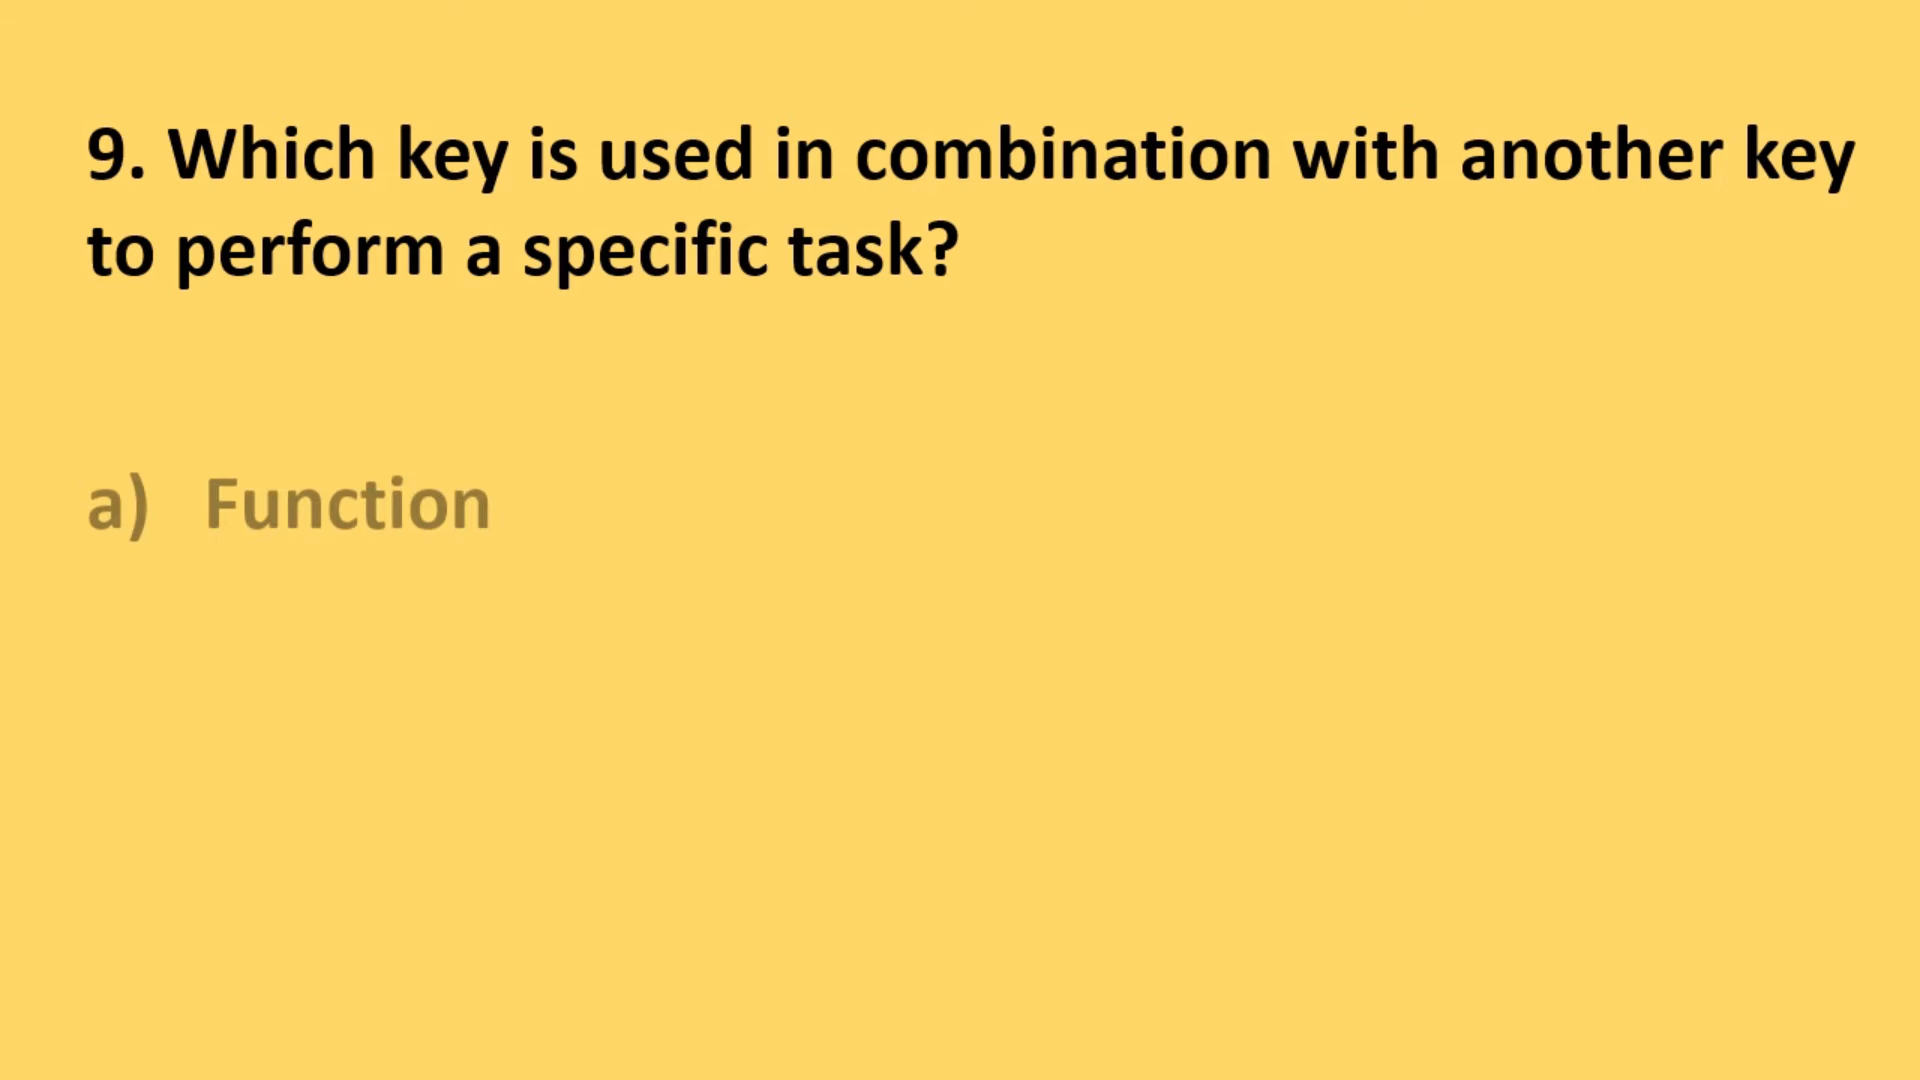 9. Which key is used in combination with another key
to perform a specific task?
a) Function